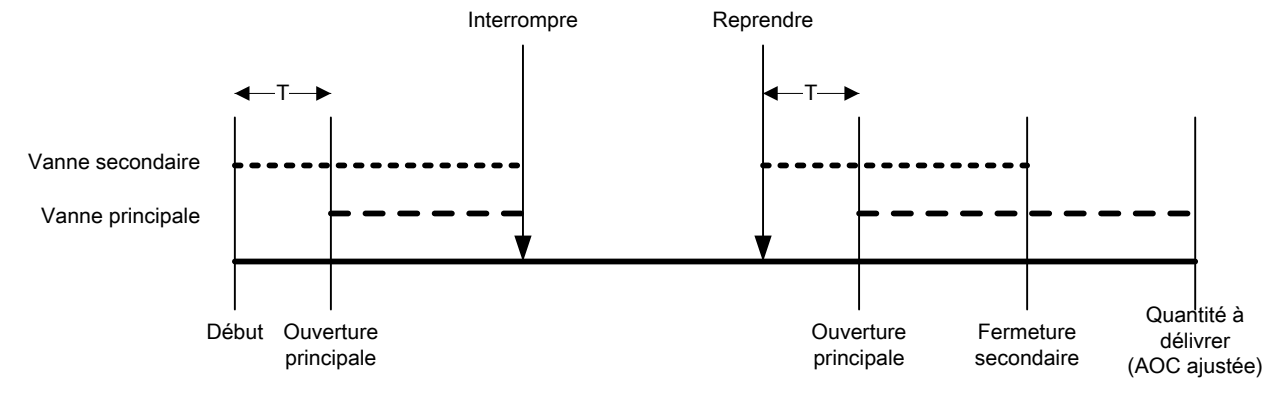 Interrompre
Reprendre
T
T
Vanne secondaire
Vanne principale
Début
Ouverture
principale
Ouverture
principale
Fermeture
secondaire
Quantité à
délivrer
(AOC ajustée)